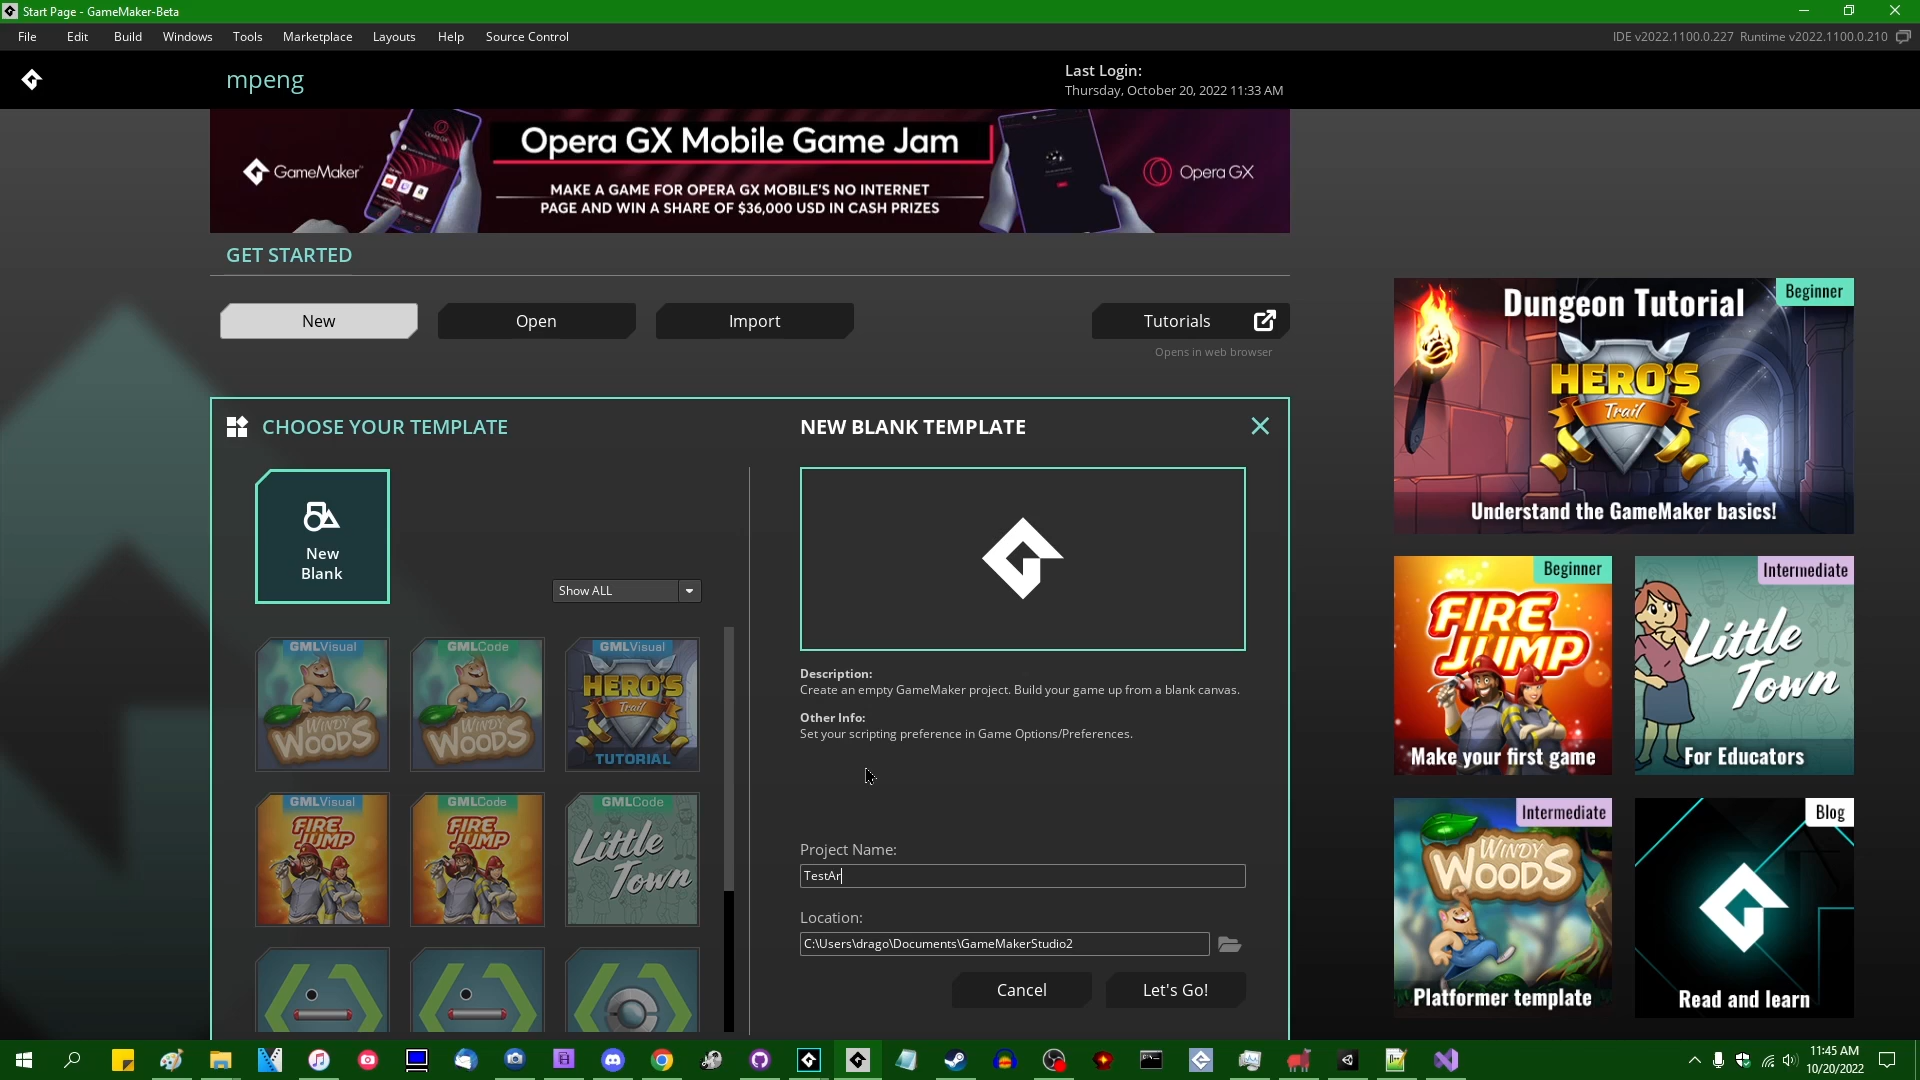 Start Page - GameMaker-Beta
File Edit Build Windows Tools Marketplace Layouts Help Source Control
IDE v2022.1100.0.227 Runtime v2022.1100.0.210
mpeng
Last Login:
Thursday, October 20, 2022 11:33 AM
GameMaker
Opera GX Mobile Game Jam
MAKE A GAME FOR OPERA GX MOBILE'S NO INTERNET
PAGE AND WIN A SHARE OF $36,000 USD IN CASH PRIZES
Opera GX
GET STARTED
New
Open
Import
Tutorials
Opens in web browser
CHOOSE YOUR TEMPLATE
New
Blank
Show ALL
GMLVisual
WINDY
WOODS
GMLCode
WINDY
WOODS
GMLVisual
HERO'S
Trail
TUTORIAL
GMLVisual
FIRE
JUMP
GMLCode
FIRE
JUMP
GMLCode
Little
Town
NEW BLANK TEMPLATE
Description:
Create an empty GameMaker project. Build your game up from a blank canvas.
Other Info:
Set your scripting preference in Game Options/Preferences.
Project Name:
TestAr
Location:
C:\Users\drago\Documents\GameMakerStudio2
Cancel
Let's Go!
Beginner
Dungeon Tutorial
HERO'S
Trail
Understand the GameMaker basics!
Beginner
FIRE
JUMP
Make your first game
Intermediate
Little
Town
For Educators
Intermediate
WINDY
WOODS
Platformer template
Blog
Read and learn
11:45 AM
10/20/2022